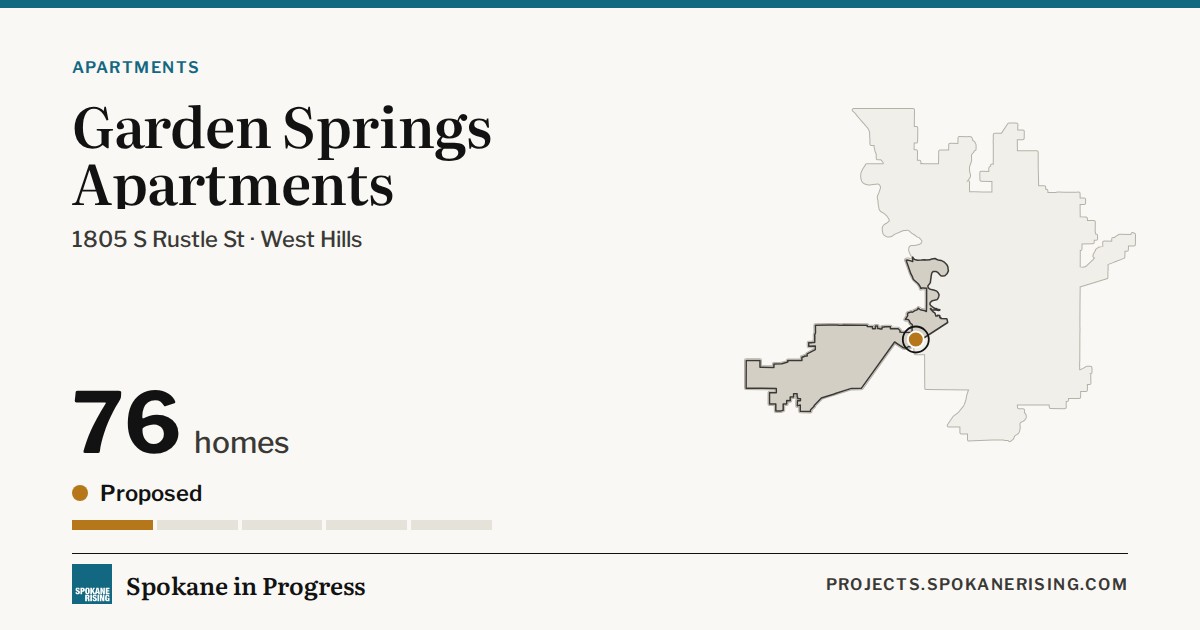 APARTMENTS
Garden Springs
Apartments
1805 S Rustle St · West Hills
76 homes
Proposed
SPOKANE
RISING
Spokane in Progress
PROJECTS.SPOKANERISING.COM